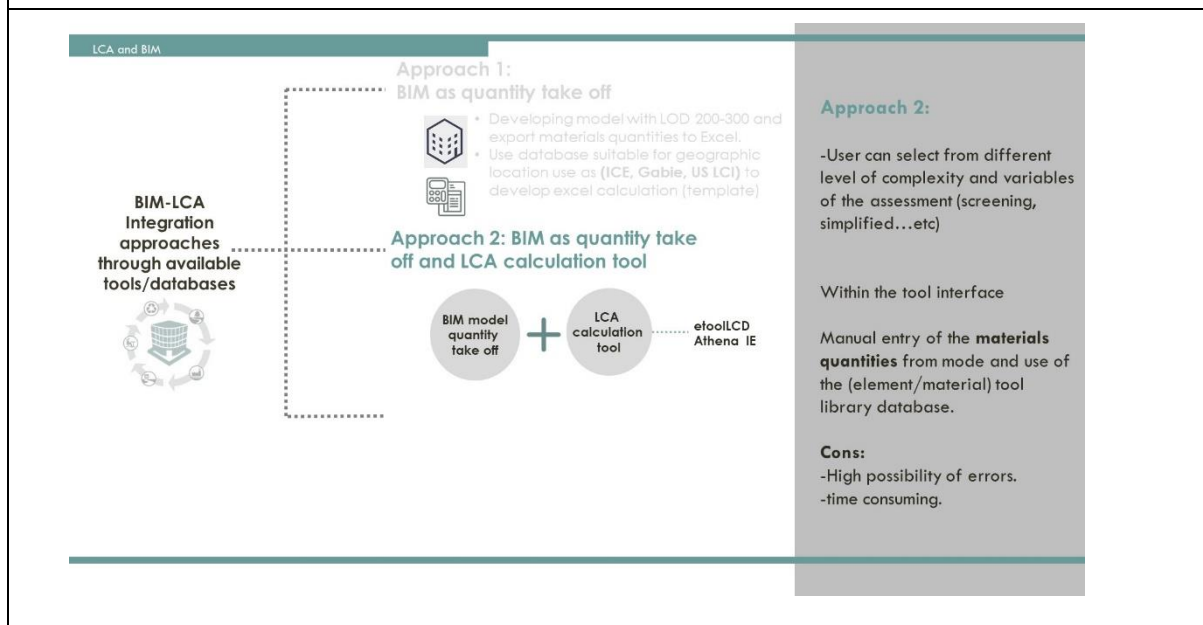 LCA and BIM
Approach 1:
BIM as quantity take off
• Developing model with LOD 200-300 and
export materials quantities to Excel.
• Use database suitable for geographic
location use as (ICE, Gabie, US LCI) to
develop excel calculation (template)
BIM-LCA
Integration
approaches
through available
tools/databases
Approach 2: BIM as quantity take
off and LCA calculation tool
BIM model
quantity
take off
+
LCA
calculation
tool
etoolLCD
Athena IE
Approach 2:
-User can select from different
level of complexity and variables
of the assessment (screening,
simplified...etc)
Within the tool interface
Manual entry of the materials
quantities from mode and use of
the (element/material) tool
library database.
Cons:
-High possibility of errors.
-time consuming.